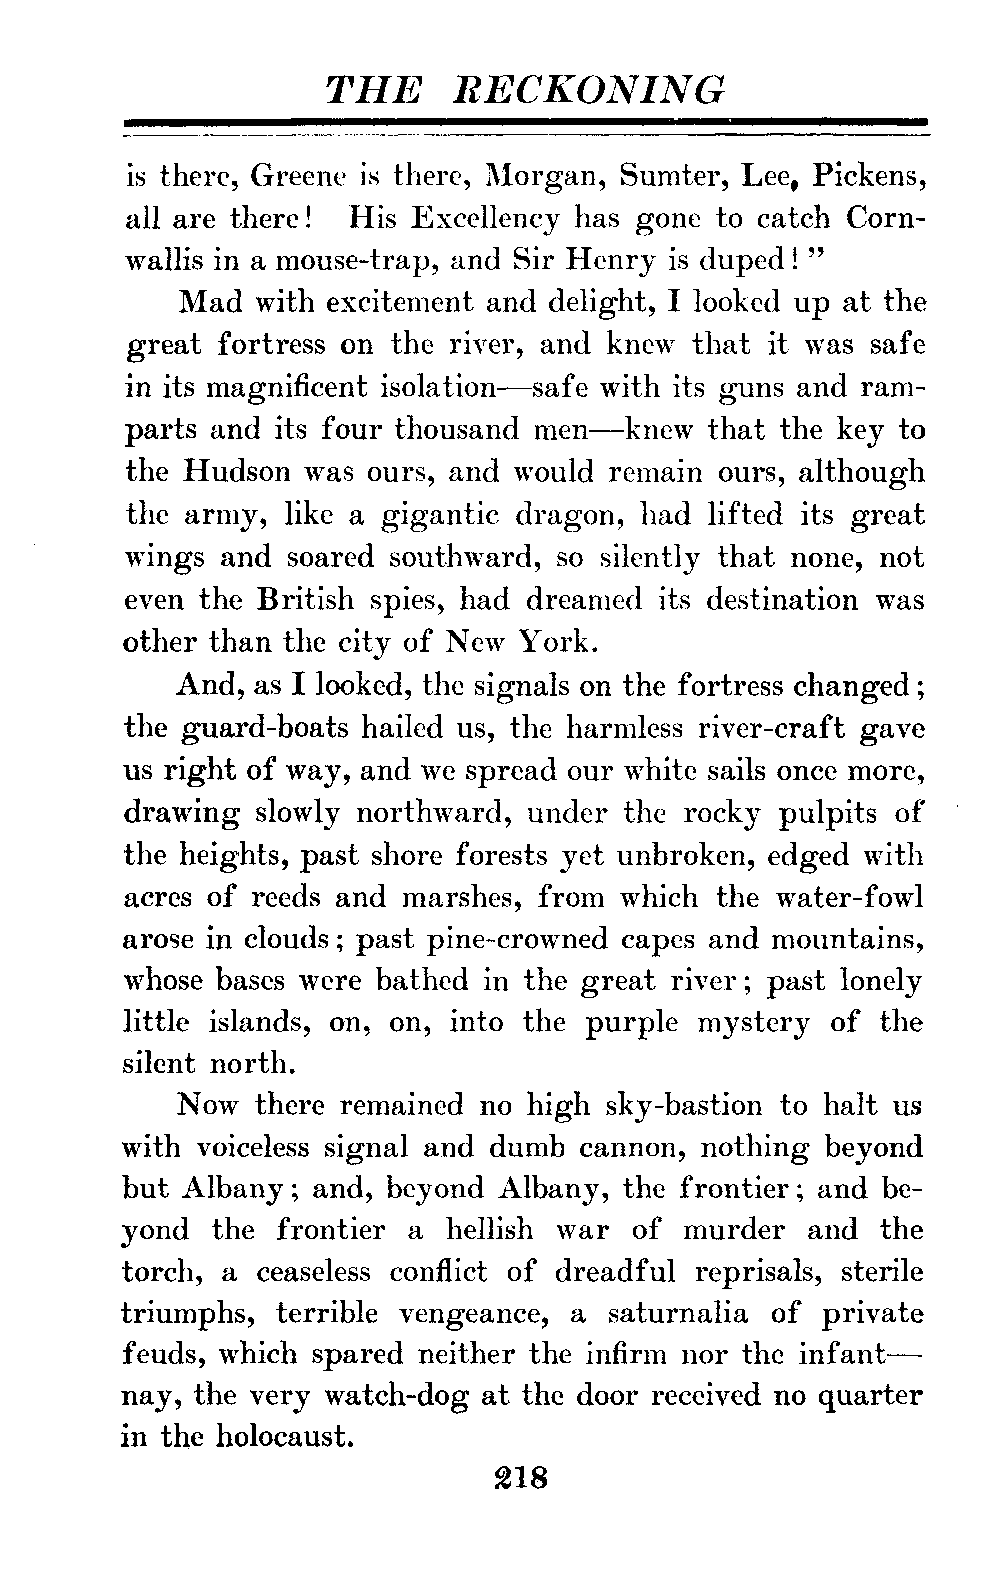 THE RECKONING
is there, Greene is there, Morgan, Sumter, Lee, Pickens,
all are there! His Excellency has gone to catch Corn-
wallis in a mouse-trap, and Sir Henry is duped!”
Mad with excitement and delight, I looked up at the
great fortress on the river, and knew that it was safe
in its magnificent isolation—safe with its guns and ram-
parts and its four thousand men—knew that the key to
the Hudson was ours, and would remain ours, although
the army, like a gigantic dragon, had lifted its great
wings and soared southward, so silently that none, not
even the British spies, had dreamed its destination was
other than the city of New York.
And, as I looked, the signals on the fortress changed;
the guard-boats hailed us, the harmless river-craft gave
us right of way, and we spread our white sails once more,
drawing slowly northward, under the rocky pulpits of
the heights, past shore forests yet unbroken, edged with
acres of reeds and marshes, from which the water-fowl
arose in clouds; past pine-crowned capes and mountains,
whose bases were bathed in the great river; past lonely
little islands, on, on, into the purple mystery of the
silent north.
Now there remained no high sky-bastion to halt us
with voiceless signal and dumb cannon, nothing beyond
but Albany; and, beyond Albany, the frontier; and be-
yond the frontier a hellish war of murder and the
torch, a ceaseless conflict of dreadful reprisals, sterile
triumphs, terrible vengeance, a saturnalia of private
feuds, which spared neither the infirm nor the infant—
nay, the very watch-dog at the door received no quarter
in the holocaust.
218